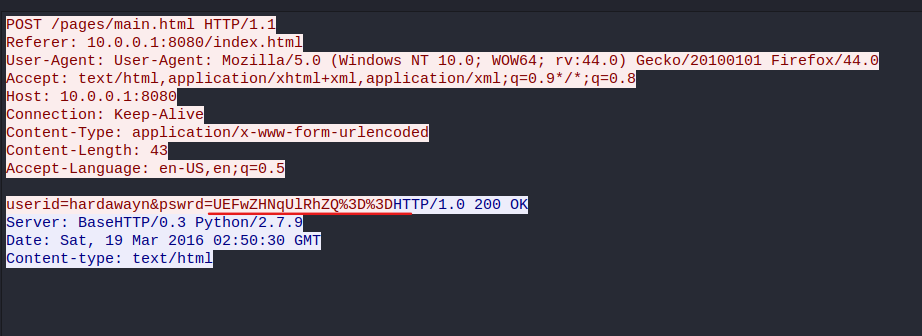 POST /pages/main.html HTTP/1.1
Referer: 10.0.0.1:8080/index.html
User-Agent: User-Agent: Mozilla/5.0 (Windows NT 10.0; WOW64; rv:44.0) Gecko/20100101 Firefox/44.0
Accept: text/html,application/xhtml+xml,application/xml;q=0.9*/*;q=0.8
Host: 10.0.0.1:8080
Connection: Keep-Alive
Content-Type: application/x-www-form-urlencoded
Content-Length: 43
Accept-Language: en-US,en;q=0.5
userid=hardawayn&pswrd=UEFwZHNqUlRhZQ%3D%3DHTTP/1.0 200 OK
Server: BaseHTTP/0.3 Python/2.7.9
Date: Sat, 19 Mar 2016 02:50:30 GMT
Content-type: text/html